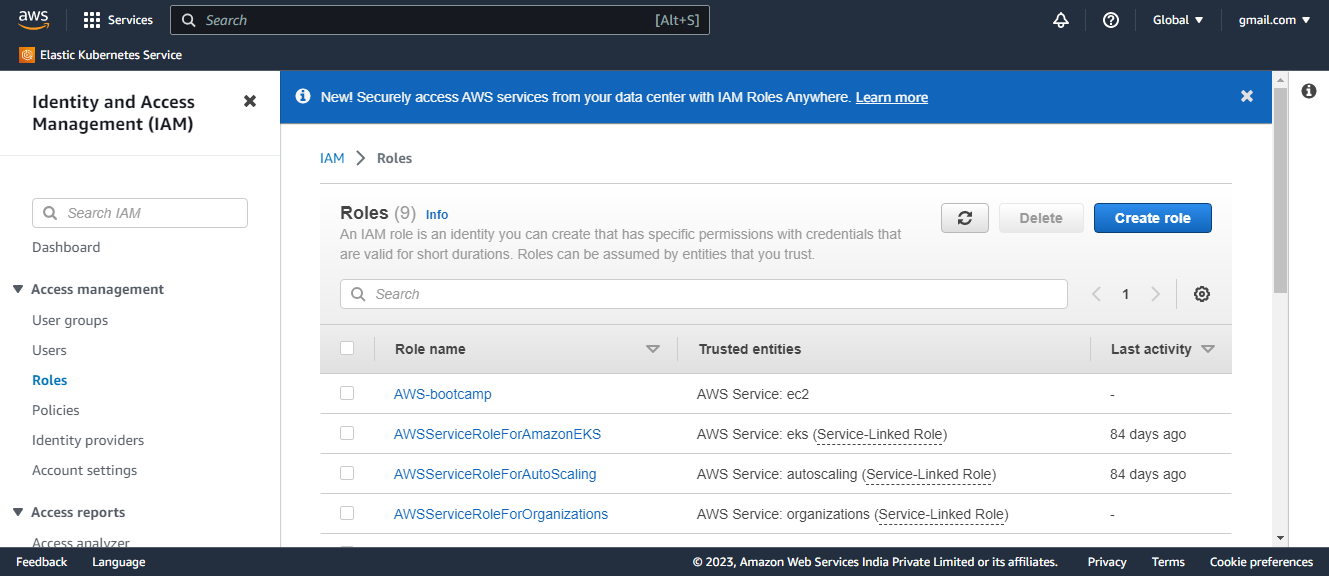 aws
Services
Search
[Alt+S]
Global
gmail.com
Elastic Kubernetes Service
Identity and Access
Management (IAM)
Search IAM
Dashboard
Access management
User groups
Users
Roles
Policies
Identity providers
Account settings
Access reports
Access analyzer
New! Securely access AWS services from your data center with IAM Roles Anywhere. Learn more
IAM
Roles
Roles (9) Info
An IAM role is an identity you can create that has specific permissions with credentials that
are valid for short durations. Roles can be assumed by entities that you trust.
Delete
Create role
Search
1
Role name Trusted entities Last activity
AWS-bootcamp AWS Service: ec2 -
AWSServiceRoleForAmazonEKS AWS Service: eks (Service-Linked Role) 84 days ago
AWSServiceRoleForAutoScaling AWS Service: autoscaling (Service-Linked Role) 84 days ago
AWSServiceRoleForOrganizations AWS Service: organizations (Service-Linked Role) -
Feedback Language © 2023, Amazon Web Services India Private Limited or its affiliates. Privacy Terms Cookie preferences